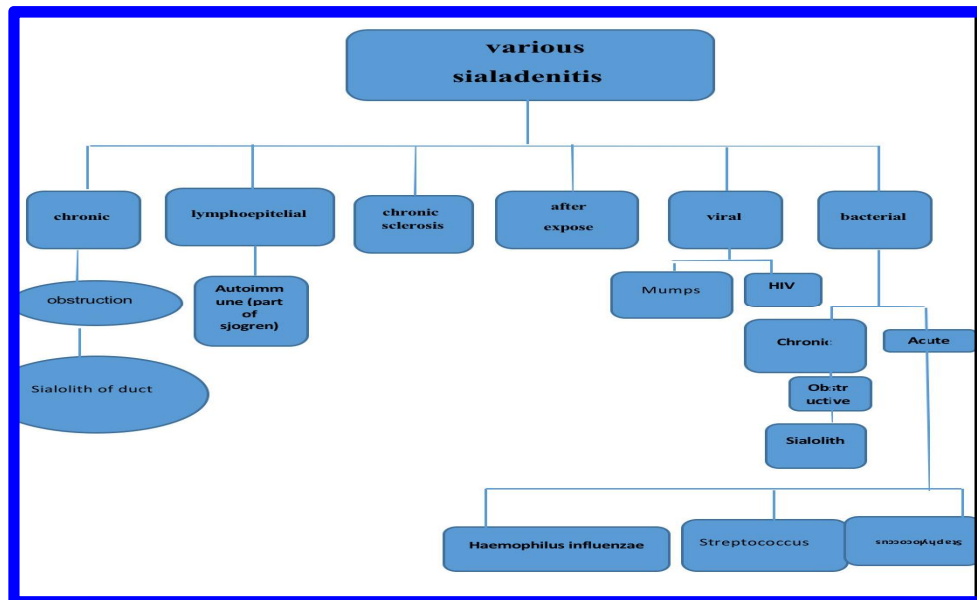 various
sialadenitis
chronic
lymphoepitelial
chronic
sclerosis
after
expose
viral
bacterial
obstruction
Autoimm
une (part
of
sjogren)
Mumps
HIV
Chronic
Acute
Sialolith of duct
Obstr
uctive
Sialolith
Haemophilus influenzae
Streptococcus
Staphylococcus